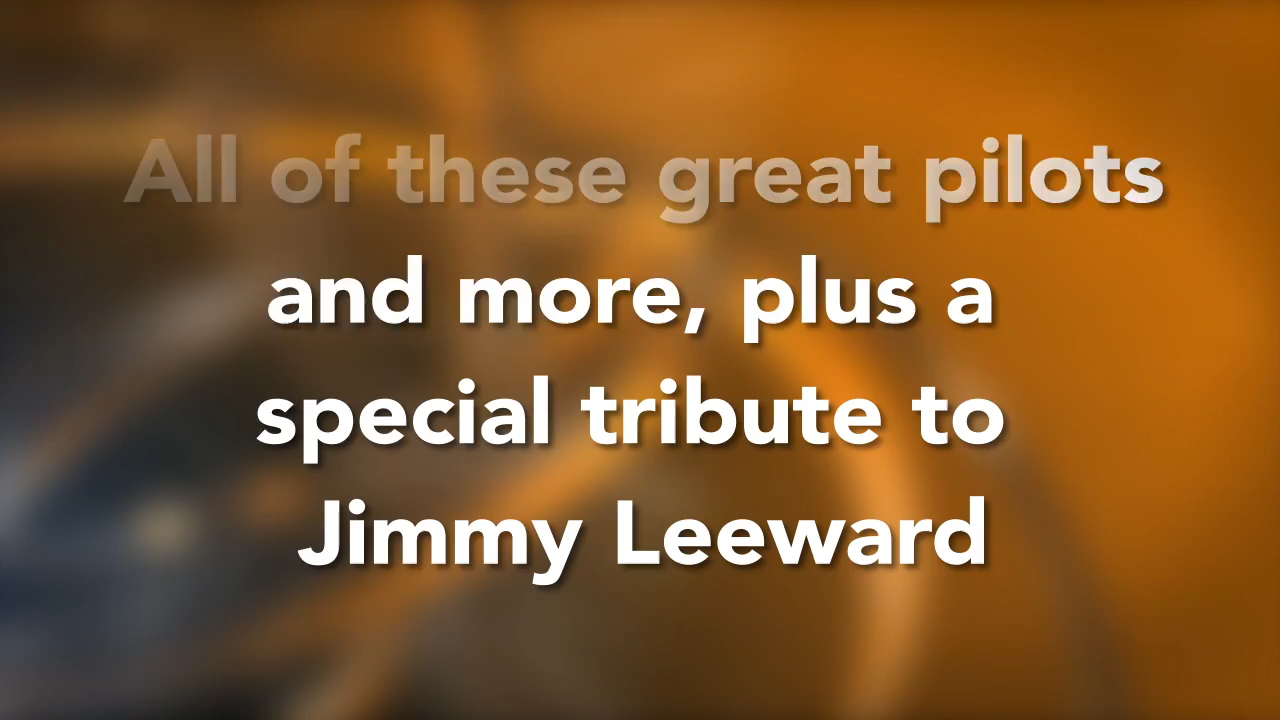 All of these great pilots
and more, plus a
special tribute to
Jimmy Leeward